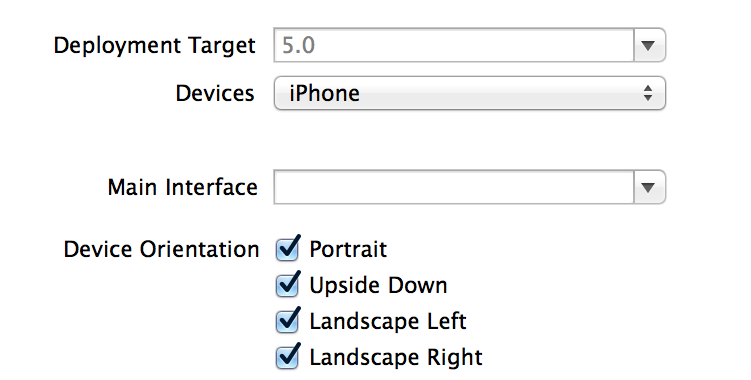 Deployment Target 5.0
Devices iPhone
Main Interface
Device Orientation Portrait
Upside Down
Landscape Left
Landscape Right